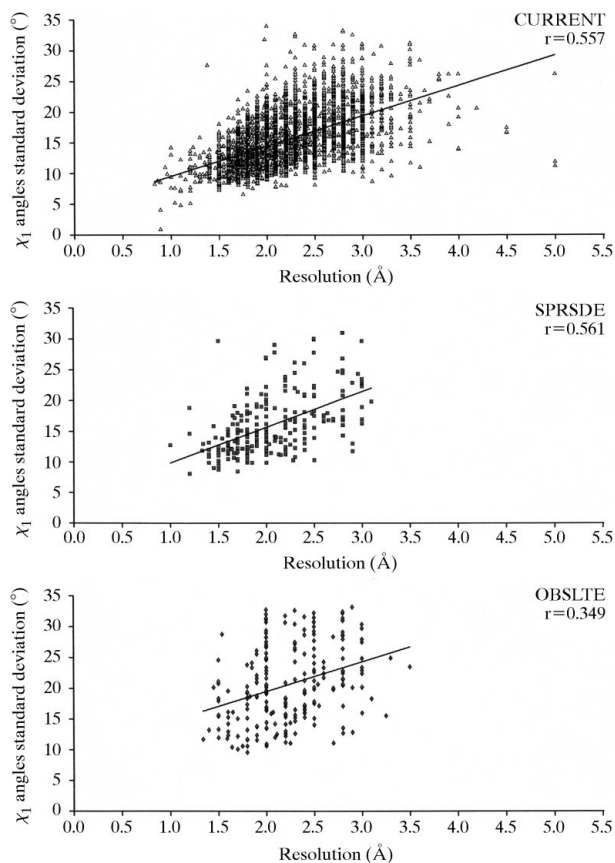 CURRENT
r=0.557
χ1 angles standard deviation (°)
35
30
25
20
15
10
5
0
0.0 0.5 1.0 1.5 2.0 2.5 3.0 3.5 4.0 4.5 5.0 5.5
Resolution (Å)
SPRSDE
r=0.561
χ1 angles standard deviation (°)
35
30
25
20
15
10
5
0
0.0 0.5 1.0 1.5 2.0 2.5 3.0 3.5 4.0 4.5 5.0 5.5
Resolution (Å)
OBSLTE
r=0.349
χ1 angles standard deviation (°)
35
30
25
20
15
10
5
0
0.0 0.5 1.0 1.5 2.0 2.5 3.0 3.5 4.0 4.5 5.0 5.5
Resolution (Å)